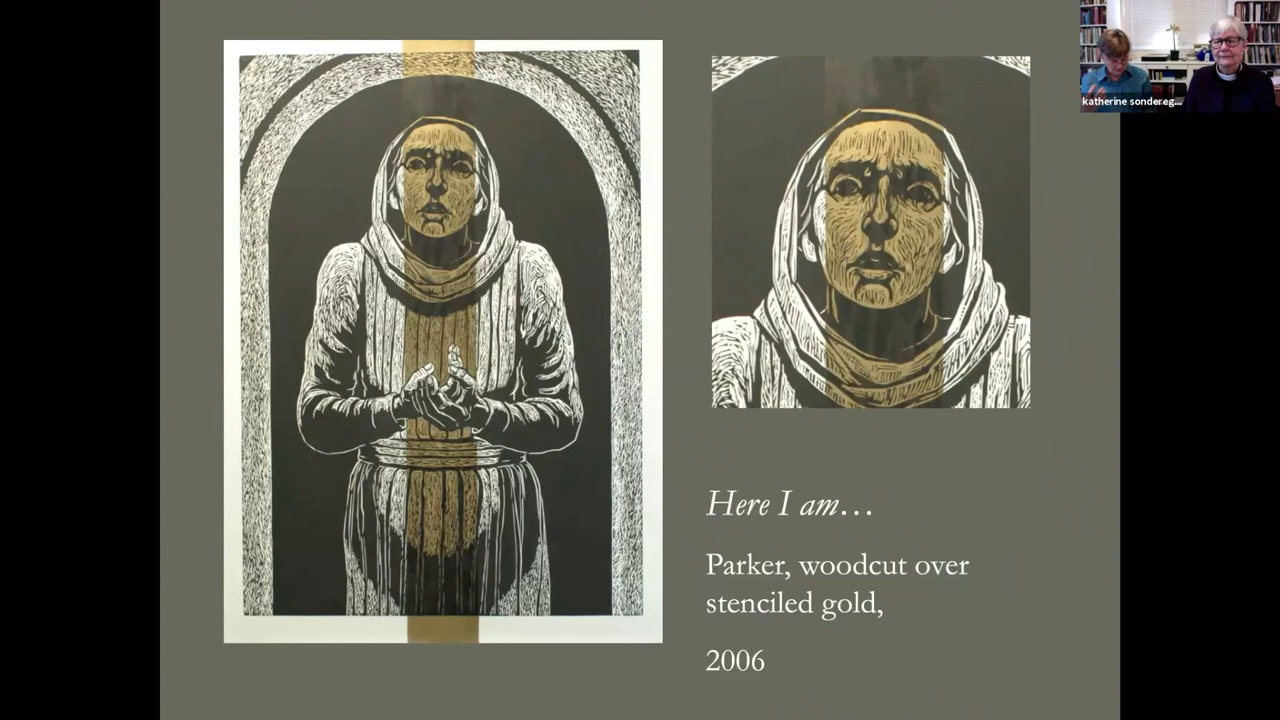 katherine sondereg...
Here I am…
Parker, woodcut over
stenciled gold,
2006